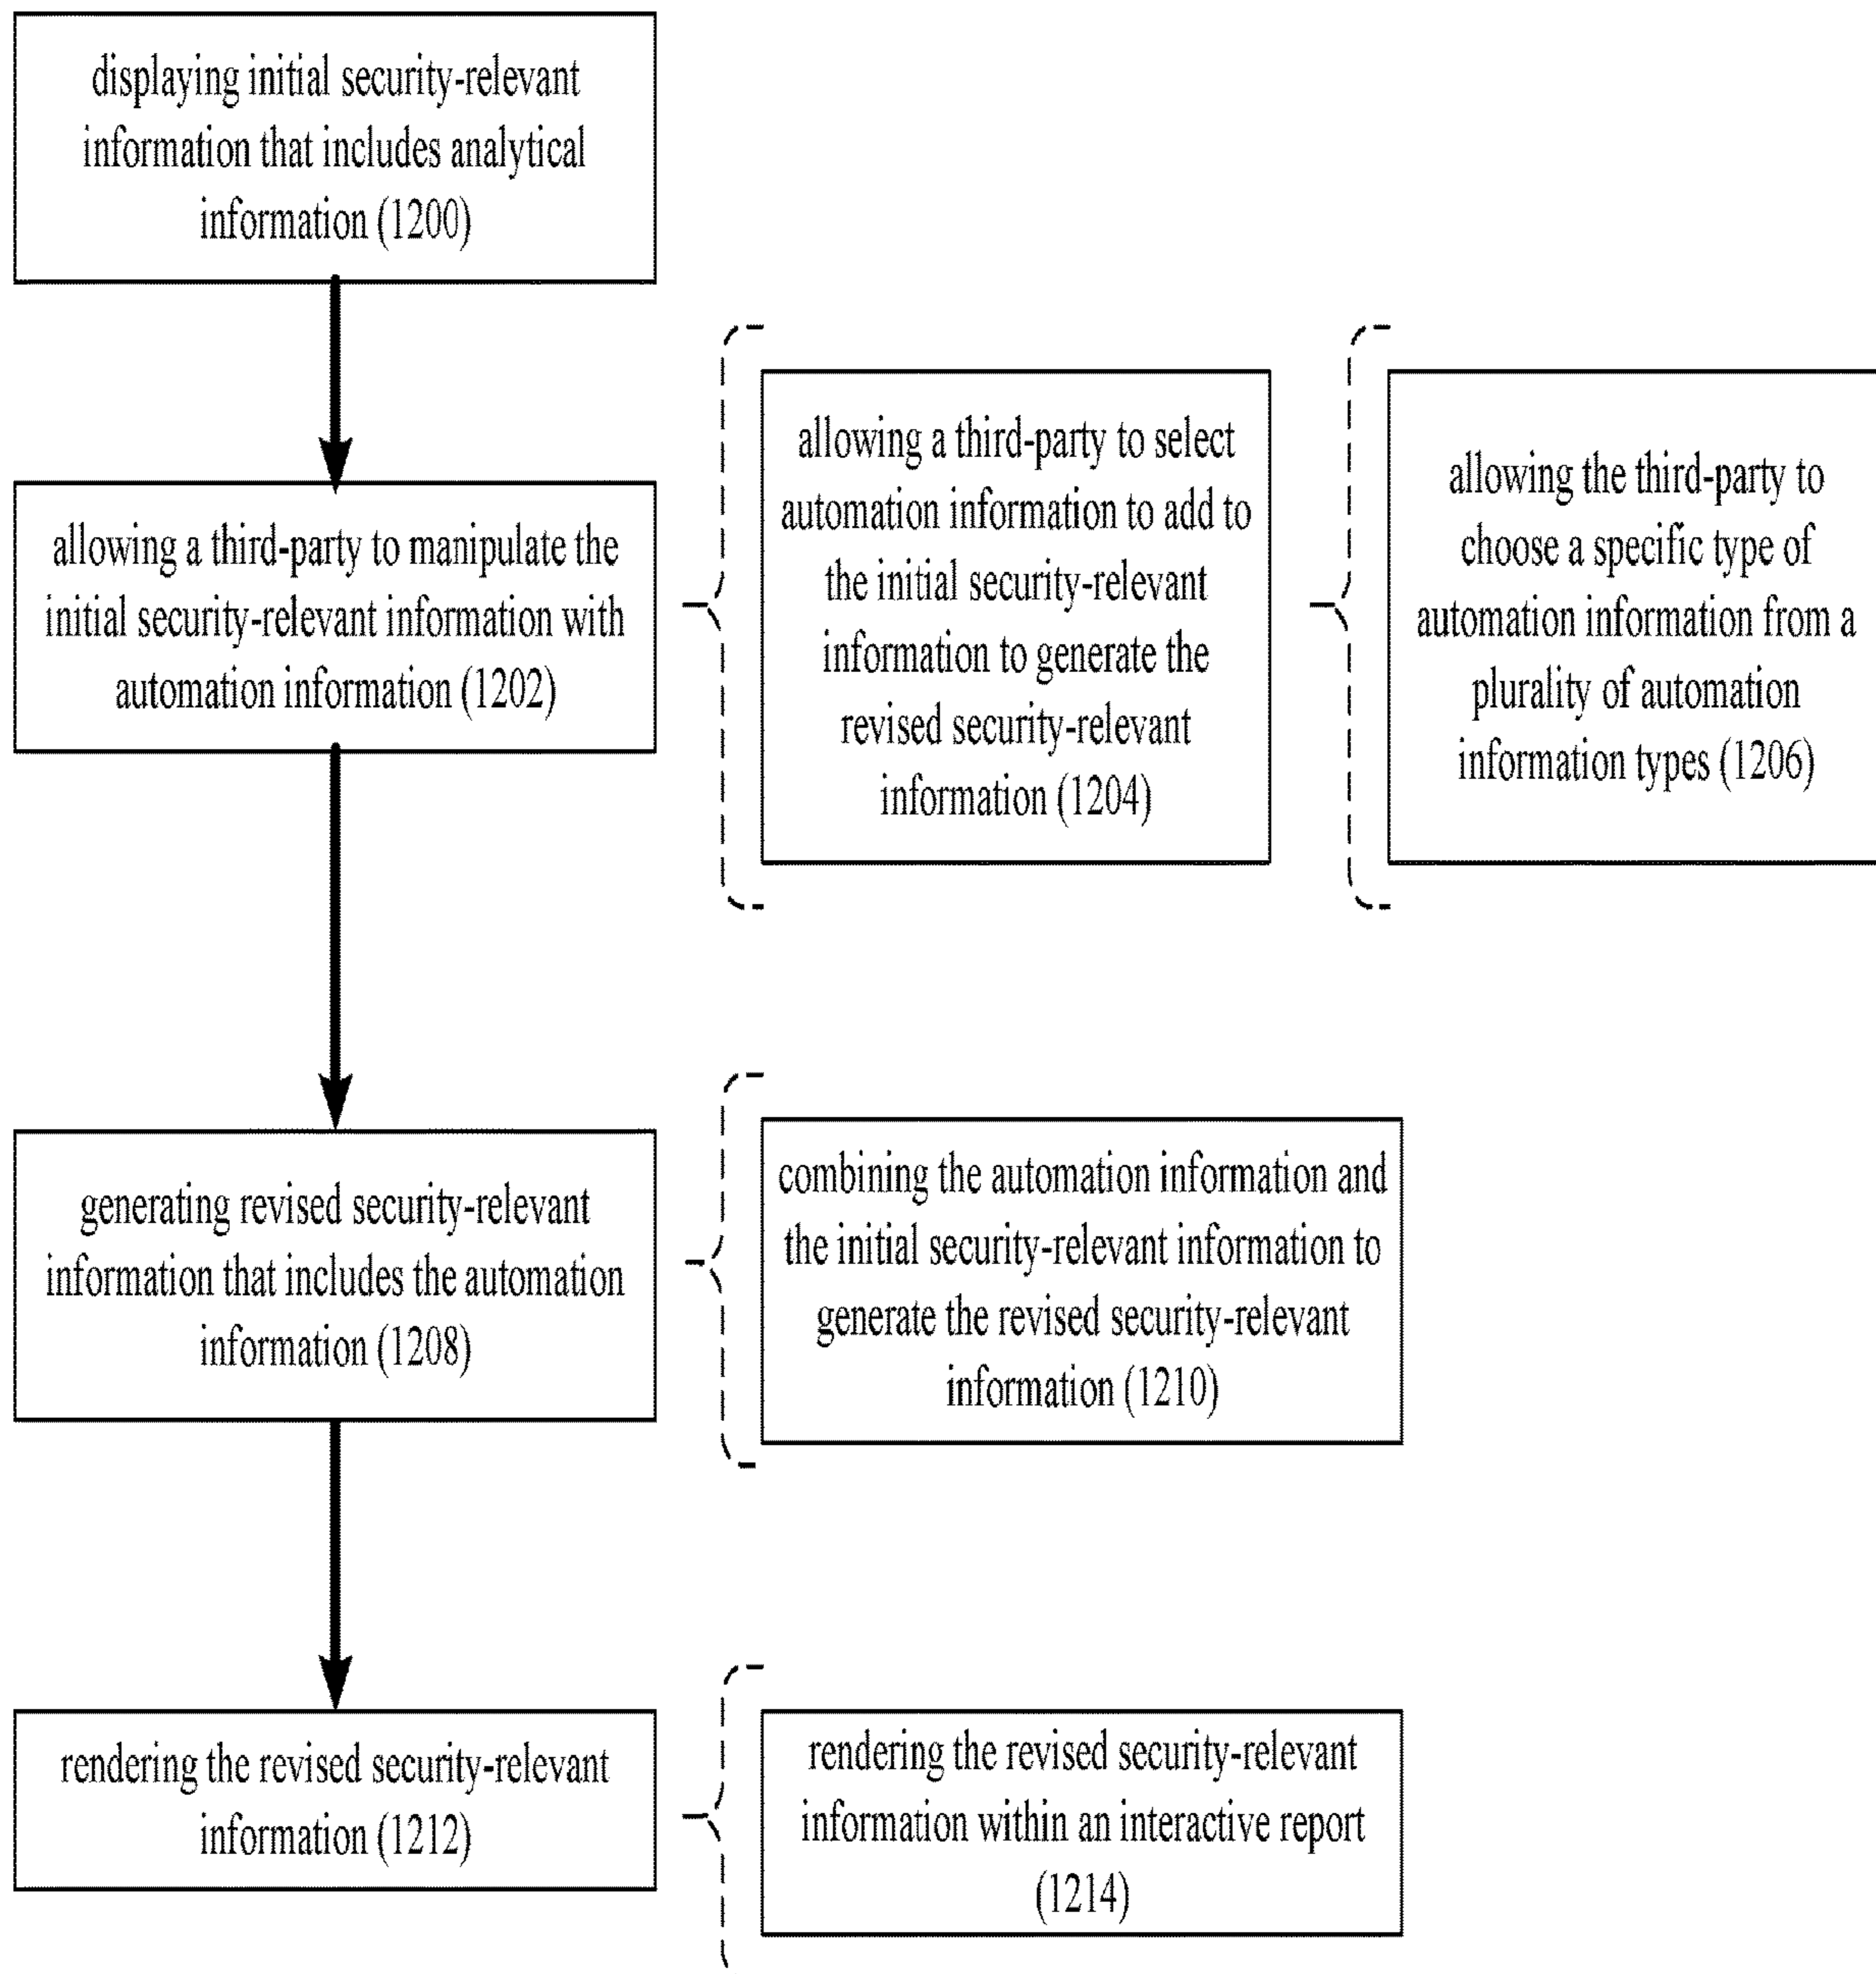 displaying initial security-relevant
information that includes analytical
information (1200)
allowing a third-party to manipulate the
initial security-relevant information with
automation information (1202)
allowing a third-party to select
automation information to add to
the initial security-relevant
information to generate the
revised security-relevant
information (1204)
allowing the third-party to
choose a specific type of
automation information from a
plurality of automation
information types (1206)
generating revised security-relevant
information that includes the automation
information (1208)
combining the automation information and
the initial security-relevant information to
generate the revised security-relevant
information (1210)
rendering the revised security-relevant
information (1212)
rendering the revised security-relevant
information within an interactive report
(1214)